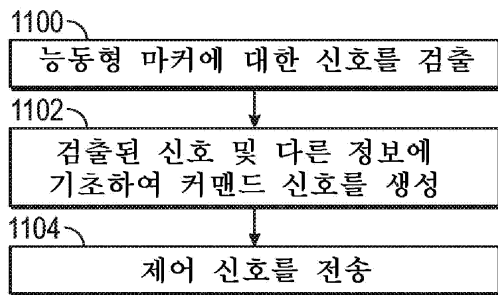 1100
능동형 마커에 대한 신호를 검출
1102
검출된 신호 및 다른 정보에
기초하여 커맨드 신호를 생성
1104
제어 신호를 전송